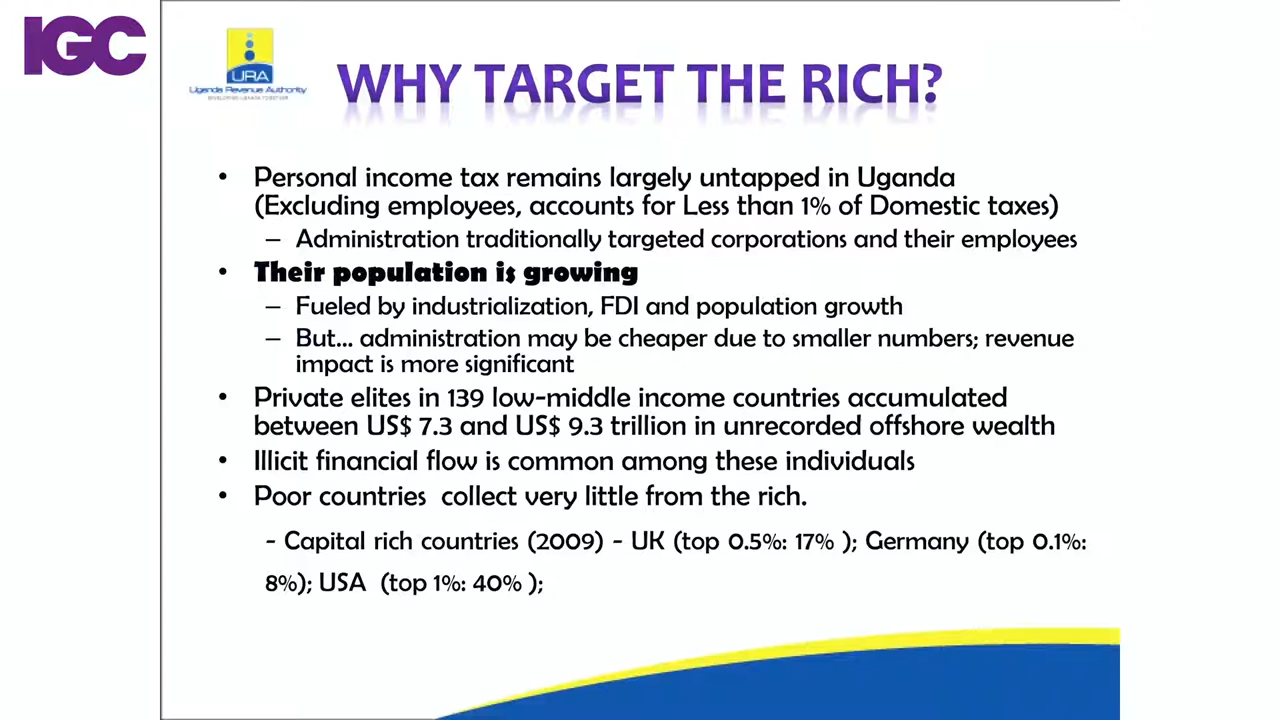 IGC
URA
Uganda Revenue Authority
DEVELOPING UGANDA TOGETHER
WHY TARGET THE RICH?
• Personal income tax remains largely untapped in Uganda
(Excluding employees, accounts for Less than 1% of Domestic taxes)
– Administration traditionally targeted corporations and their employees
• Their population is growing
– Fueled by industrialization, FDI and population growth
– But... administration may be cheaper due to smaller numbers; revenue
impact is more significant
• Private elites in 139 low-middle income countries accumulated
between US$ 7.3 and US$ 9.3 trillion in unrecorded offshore wealth
• Illicit financial flow is common among these individuals
• Poor countries collect very little from the rich.
- Capital rich countries (2009) - UK (top 0.5%: 17% ); Germany (top 0.1%:
8%); USA (top 1%: 40% );